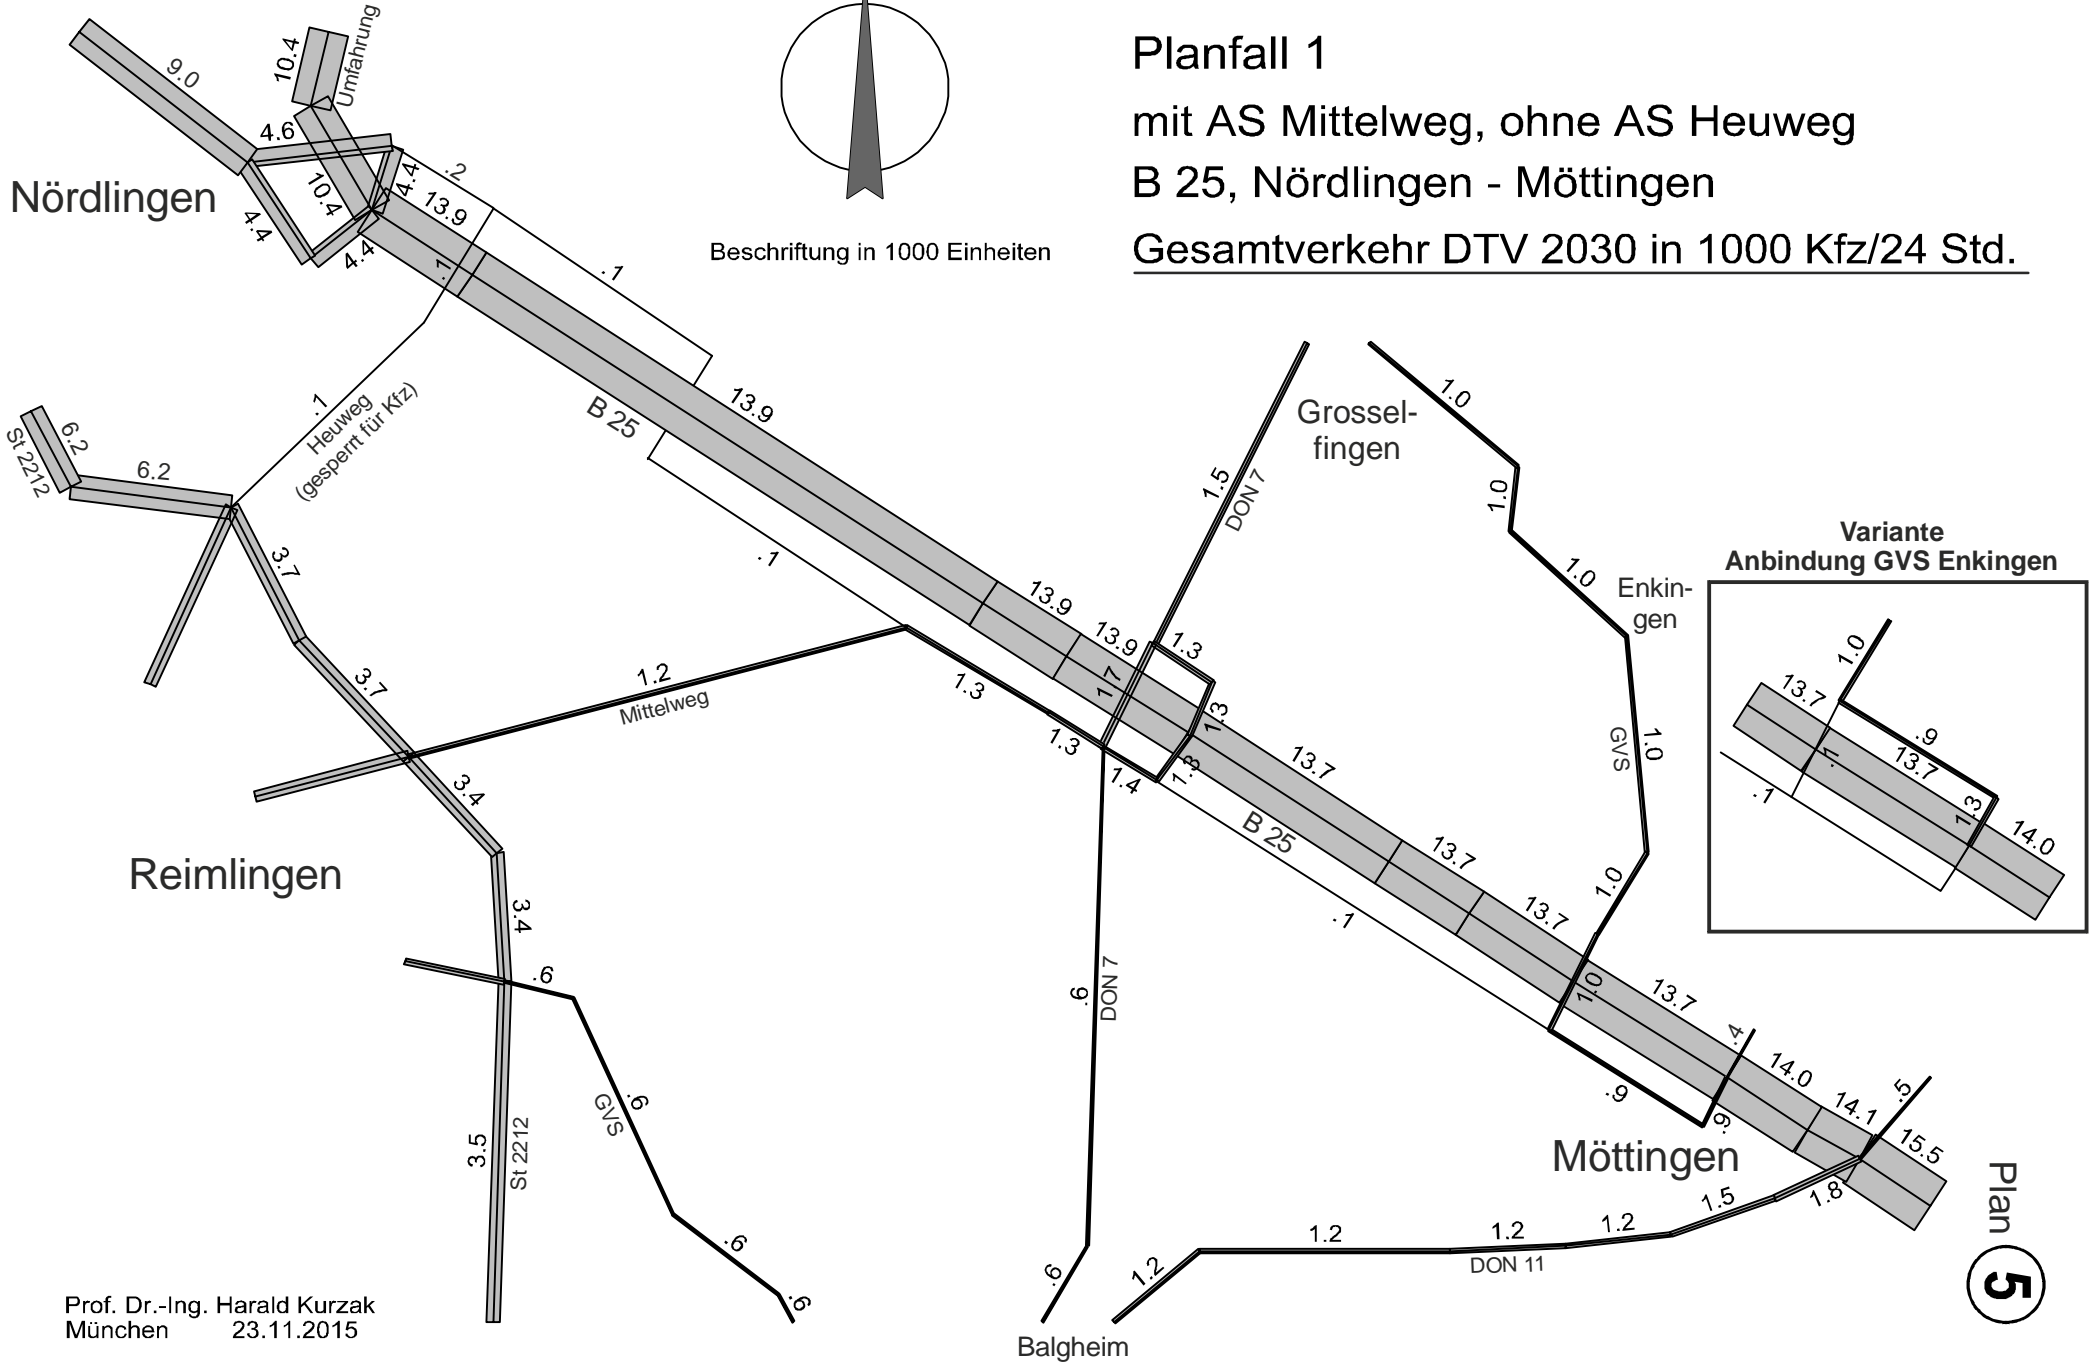 Planfall 1
mit AS Mittelweg, ohne AS Heuweg
B 25, Nördlingen - Möttingen
Gesamtverkehr DTV 2030 in 1000 Kfz/24 Std.
Beschriftung in 1000 Einheiten
9.0
10.4
Umfahrung
4.6
10.4
4.4
4.4
4.4
Nördlingen
.2
13.9
.1
.1
13.9
B 25
.1
Heuweg
(gesperrt für Kfz)
6.2
St 2212
6.2
3.7
3.7
.1
1.2
Mittelweg
1.3
13.9
13.9
1.7
1.3
1.3
1.3
1.3
1.4
1.5
DON 7
Grossel-
fingen
1.0
1.0
1.0
Enkin-
gen
1.0
GVS
1.0
Variante
Anbindung GVS Enkingen
1.0
13.7
.9
13.7
.1
.1
1.3
14.0
3.4
Reimlingen
3.4
.6
.6
GVS
3.5
St 2212
.6
.6
13.7
B 25
13.7
13.7
.1
1.0
13.7
.4
14.0
14.1
.5
15.5
.9
.9
Möttingen
.6
DON 7
.6
1.2
1.2
1.2
1.2
DON 11
1.5
1.8
Balgheim
Plan
5
Prof. Dr.-Ing. Harald Kurzak
München 23.11.2015